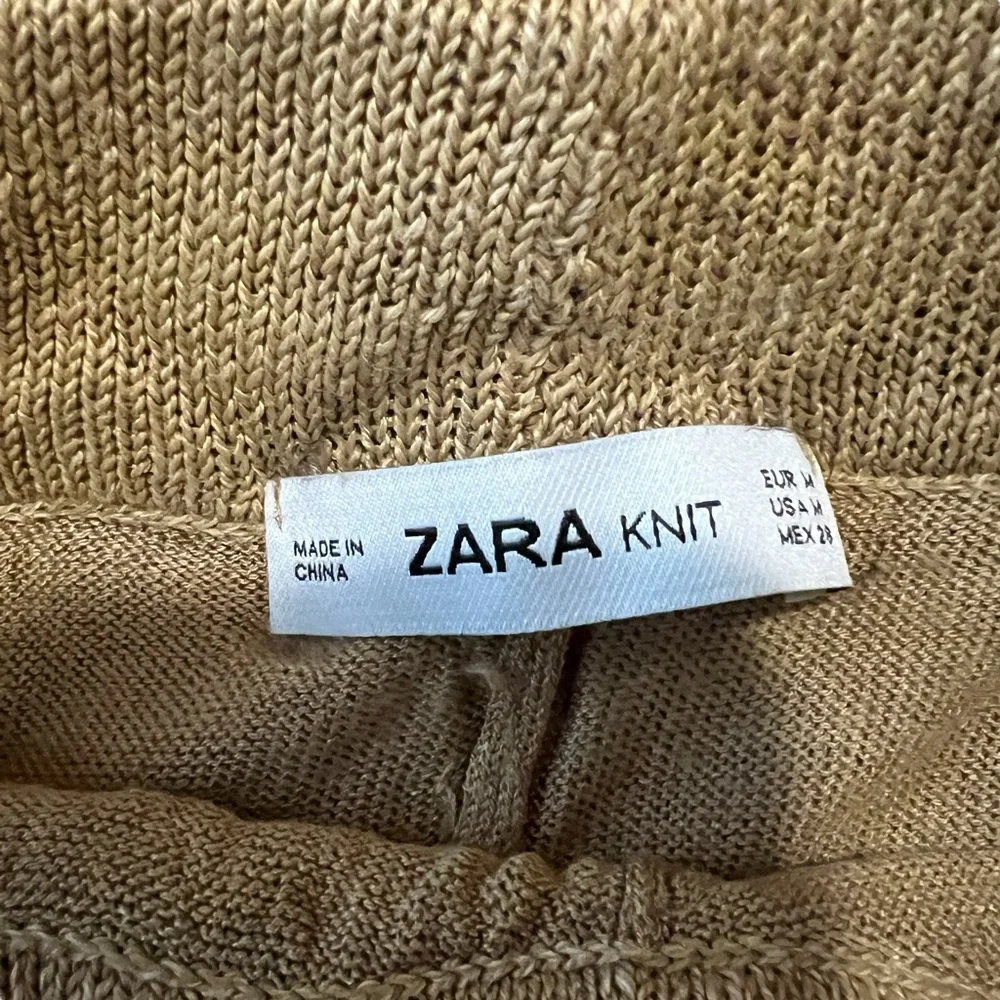 MADE IN
CHINA
ZARA KNIT
EUR M
USA M
MEX 28